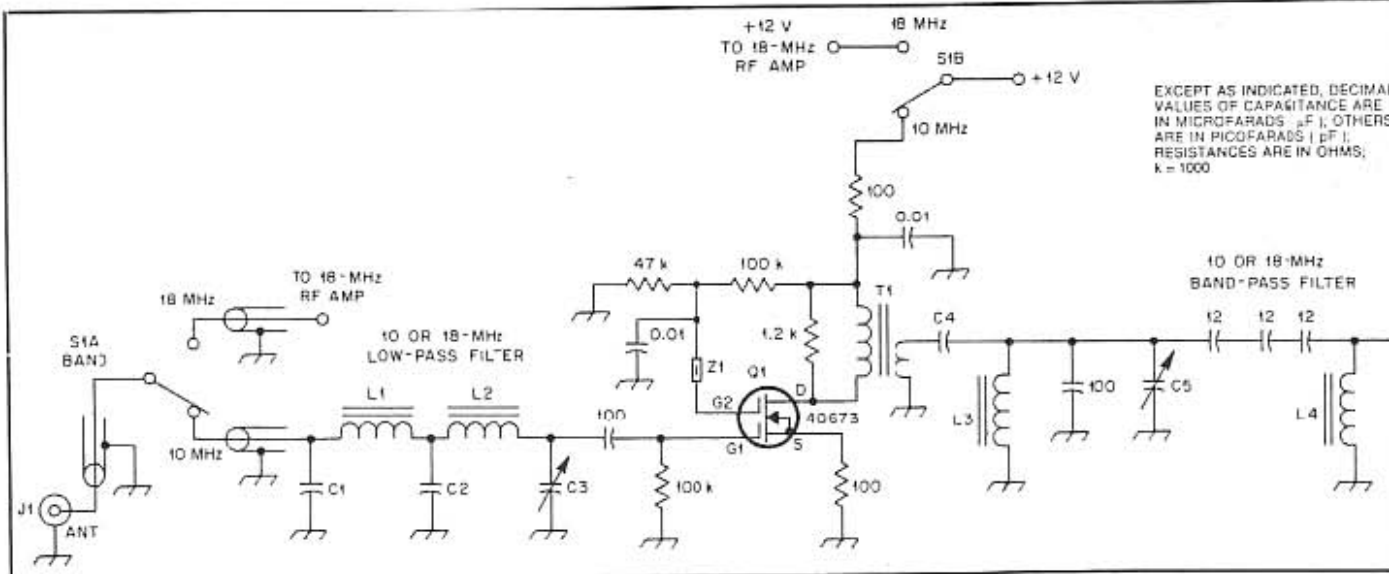 +12 V
TO 18-MHz
RF AMP
18 MHz
S1B
+12 V
10 MHz
EXCEPT AS INDICATED, DECIMAL
VALUES OF CAPACITANCE ARE
IN MICROFARADS µF ); OTHERS
ARE IN PICOFARADS ( pF );
RESISTANCES ARE IN OHMS;
k = 1000
100
0.01
47 k
100 k
T1
TO 18-MHz
RF AMP
18 MHz
10 OR 18-MHz
BAND-PASS FILTER
S1A
BAND
10 OR 18-MHz
LOW-PASS FILTER
0.01
Z1
1.2 k
C4
12
12
12
Q1
D
40673
G2
G1
S
L1
L2
100
L3
100
C5
L4
10 MHz
J1
ANT
C1
C2
C3
100 k
100